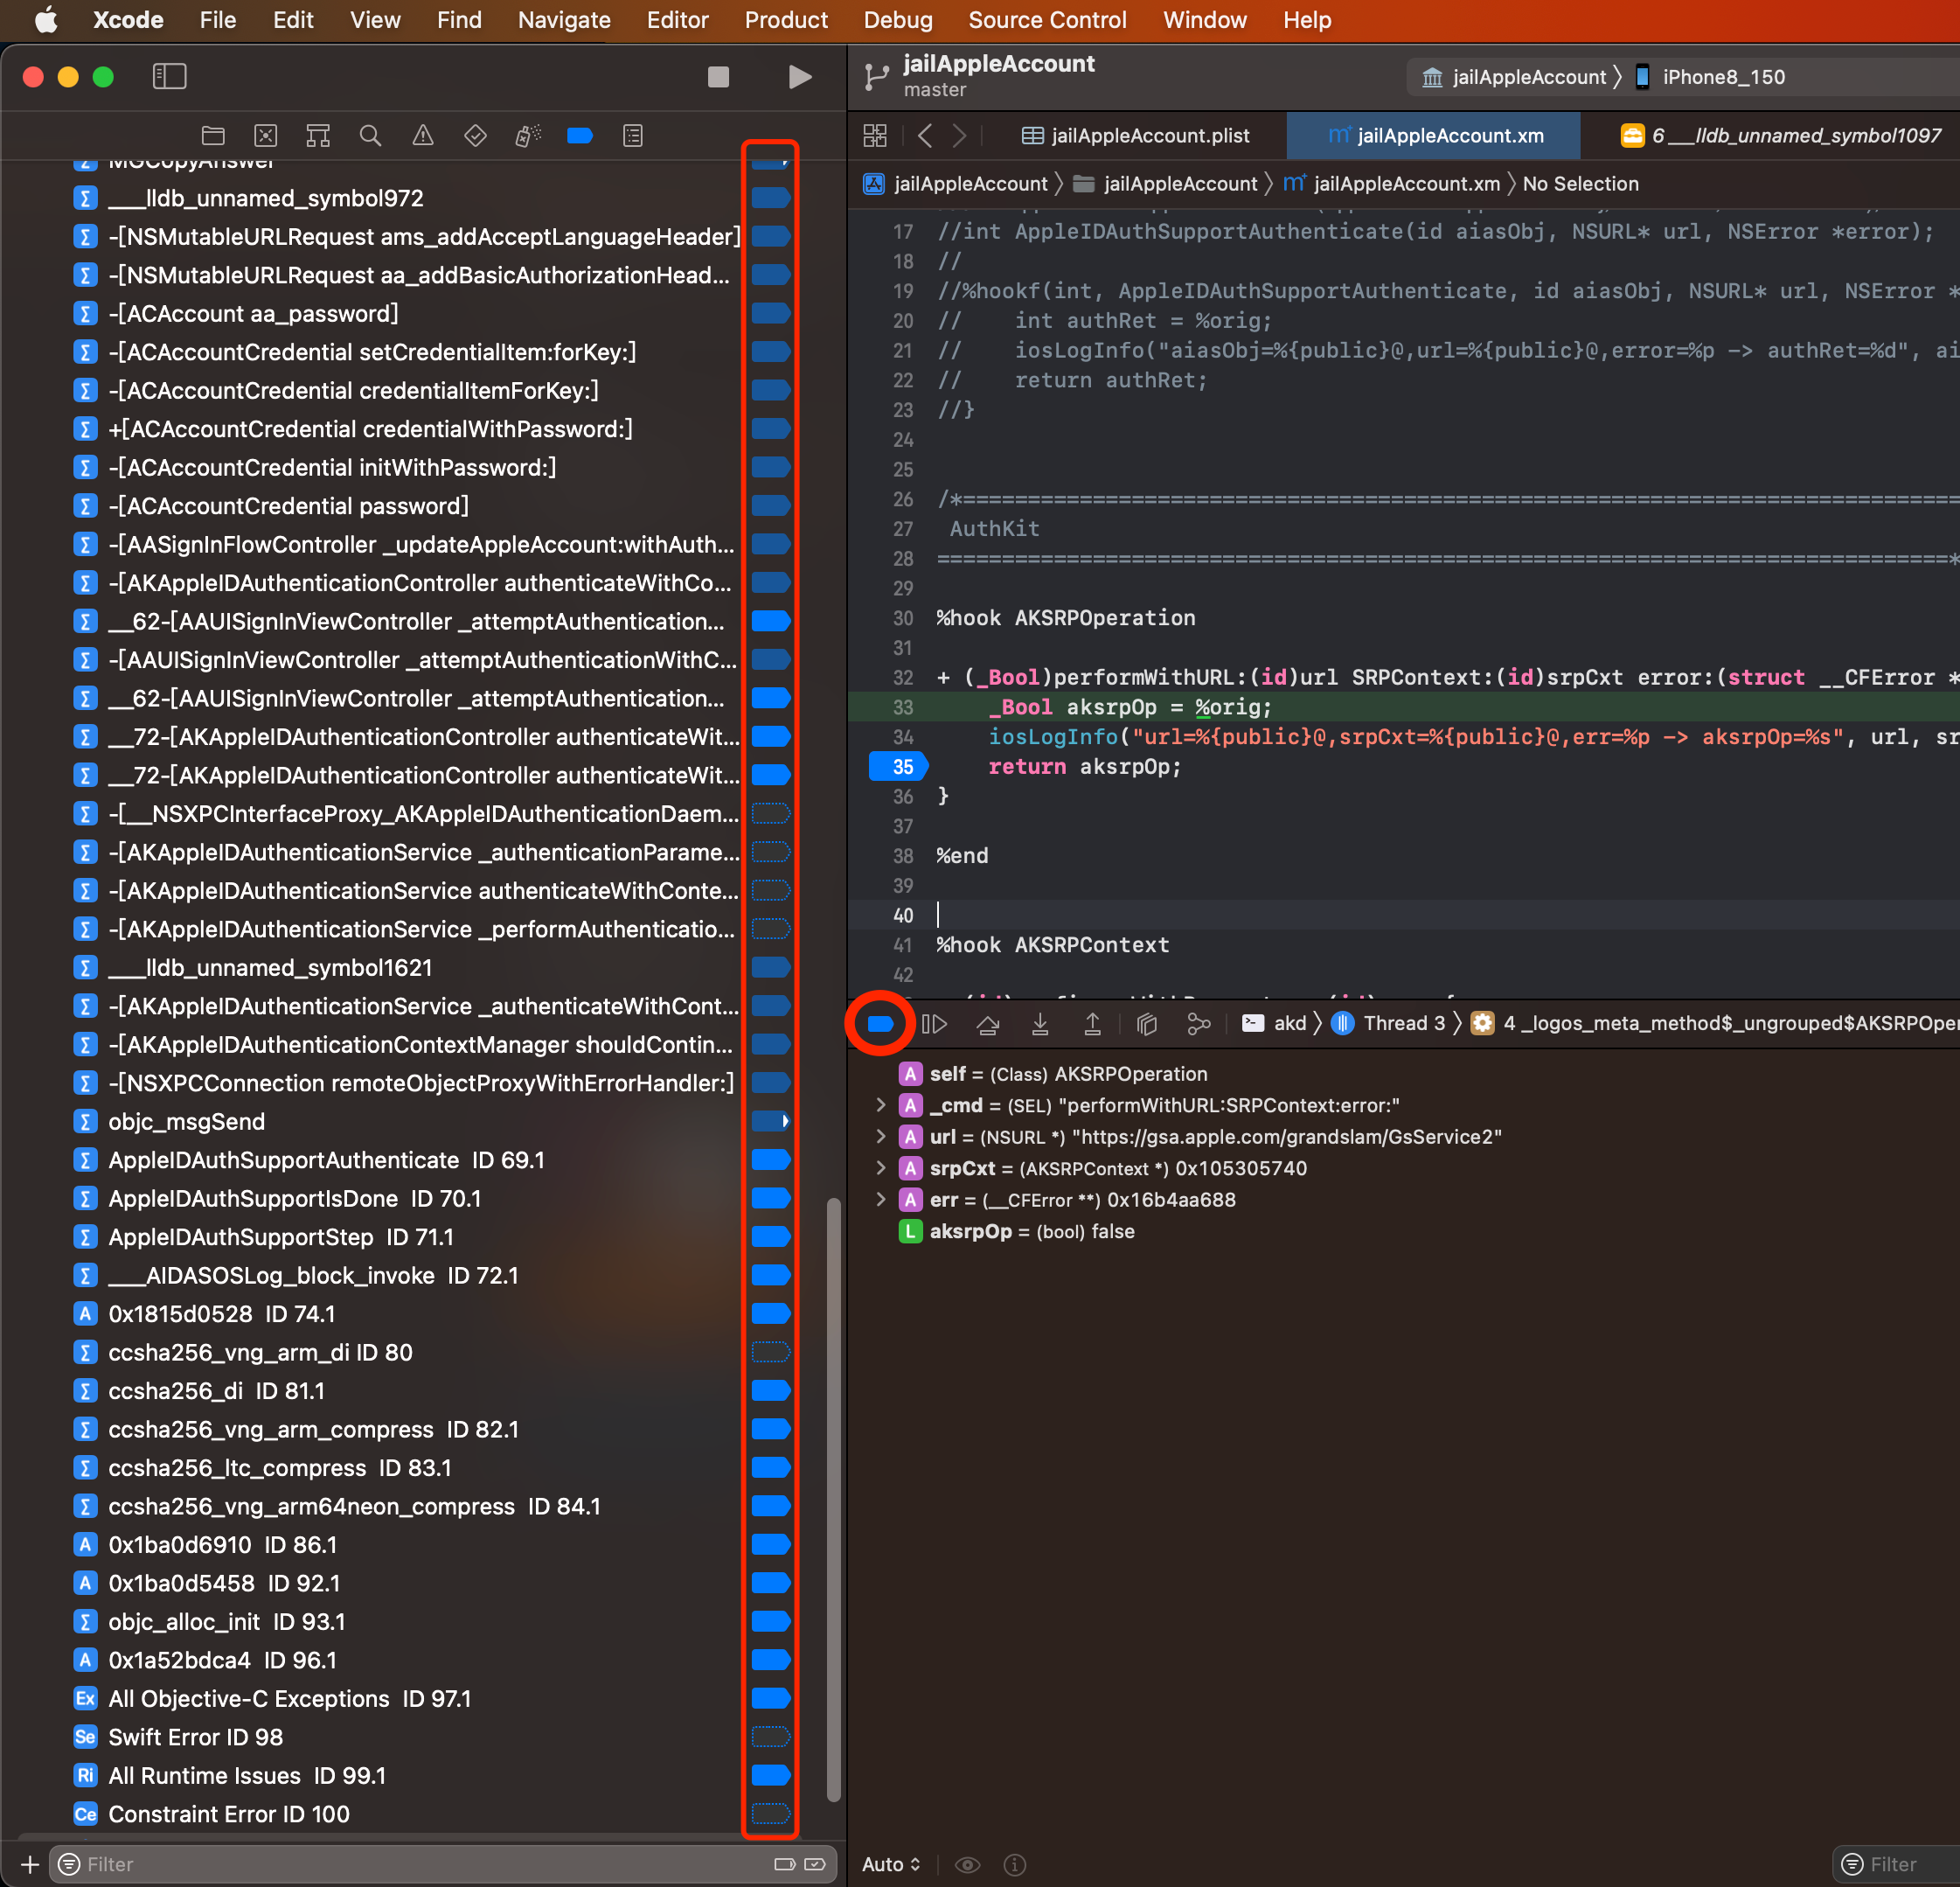 Xcode File Edit View Find Navigate Editor Product Debug Source Control Window Help
jailAppleAccount
master
jailAppleAccount 〉 iPhone8_150
jailAppleAccount.plist
jailAppleAccount.xm
6 ___lldb_unnamed_symbol1097
jailAppleAccount 〉 jailAppleAccount 〉 jailAppleAccount.xm 〉 No Selection
MGCopyAnswer
___lldb_unnamed_symbol972
-[NSMutableURLRequest ams_addAcceptLanguageHeader]
-[NSMutableURLRequest aa_addBasicAuthorizationHead...
-[ACAccount aa_password]
-[ACAccountCredential setCredentialItem:forKey:]
-[ACAccountCredential credentialItemForKey:]
+[ACAccountCredential credentialWithPassword:]
-[ACAccountCredential initWithPassword:]
-[ACAccountCredential password]
-[AASignInFlowController _updateAppleAccount:withAuth...
-[AKAppleIDAuthenticationController authenticateWithCo...
__62-[AAUISignInViewController _attemptAuthentication...
-[AAUISignInViewController _attemptAuthenticationWithC...
__62-[AAUISignInViewController _attemptAuthentication...
__72-[AKAppleIDAuthenticationController authenticateWit...
__72-[AKAppleIDAuthenticationController authenticateWit...
-[__NSXPCInterfaceProxy_AKAppleIDAuthenticationDaem...
-[AKAppleIDAuthenticationService _authenticationParame...
-[AKAppleIDAuthenticationService authenticateWithConte...
-[AKAppleIDAuthenticationService _performAuthenticatio...
___lldb_unnamed_symbol1621
-[AKAppleIDAuthenticationService _authenticateWithCont...
-[AKAppleIDAuthenticationContextManager shouldContin...
-[NSXPCConnection remoteObjectProxyWithErrorHandler:]
objc_msgSend
AppleIDAuthSupportAuthenticate ID 69.1
AppleIDAuthSupportIsDone ID 70.1
AppleIDAuthSupportStep ID 71.1
___AIDASOSLog_block_invoke ID 72.1
A 0x1815d0528 ID 74.1
ccsha256_vng_arm_di ID 80
ccsha256_di ID 81.1
ccsha256_vng_arm_compress ID 82.1
ccsha256_ltc_compress ID 83.1
ccsha256_vng_arm64neon_compress ID 84.1
A 0x1ba0d6910 ID 86.1
A 0x1ba0d5458 ID 92.1
objc_alloc_init ID 93.1
A 0x1a52bdca4 ID 96.1
Ex All Objective-C Exceptions ID 97.1
Se Swift Error ID 98
Ri All Runtime Issues ID 99.1
Ce Constraint Error ID 100
Filter
17 //int AppleIDAuthSupportAuthenticate(id aiasObj, NSURL* url, NSError *error);
18 //
19 //%hookf(int, AppleIDAuthSupportAuthenticate, id aiasObj, NSURL* url, NSError *
20 // int authRet = %orig;
21 // iosLogInfo("aiasObj=%{public}@,url=%{public}@,error=%p -> authRet=%d", ai
22 // return authRet;
23 //}
24
25
26 /*==============================================================================
27 AuthKit
28 ==============================================================================*
29
30 %hook AKSRPOperation
31
32 + (_Bool)performWithURL:(id)url SRPContext:(id)srpCxt error:(struct __CFError *
33 _Bool aksrpOp = %orig;
34 iosLogInfo("url=%{public}@,srpCxt=%{public}@,err=%p -> aksrpOp=%s", url, sr
35 return aksrpOp;
36 }
37
38 %end
39
40
41 %hook AKSRPContext
42
akd 〉 Thread 3 〉 4 _logos_meta_method$_ungrouped$AKSRPOper
A self = (Class) AKSRPOperation
A _cmd = (SEL) "performWithURL:SRPContext:error:"
A url = (NSURL *) "https://gsa.apple.com/grandslam/GsService2"
A srpCxt = (AKSRPContext *) 0x105305740
A err = (__CFError **) 0x16b4aa688
L aksrpOp = (bool) false
Auto
Filter